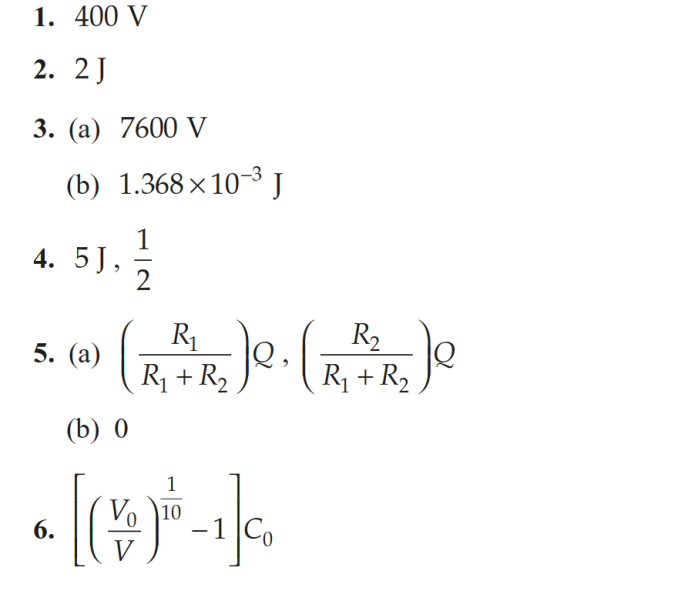 1. 400 V
2. 2 J
3. (a) 7600 V
(b) 1.368 × 10⁻³ J
4. 5 J, 1/2
5. (a) (R₁/(R₁ + R₂))Q, (R₂/(R₁ + R₂))Q
(b) 0
6. [(V₀/V)^(1/10) − 1]C₀